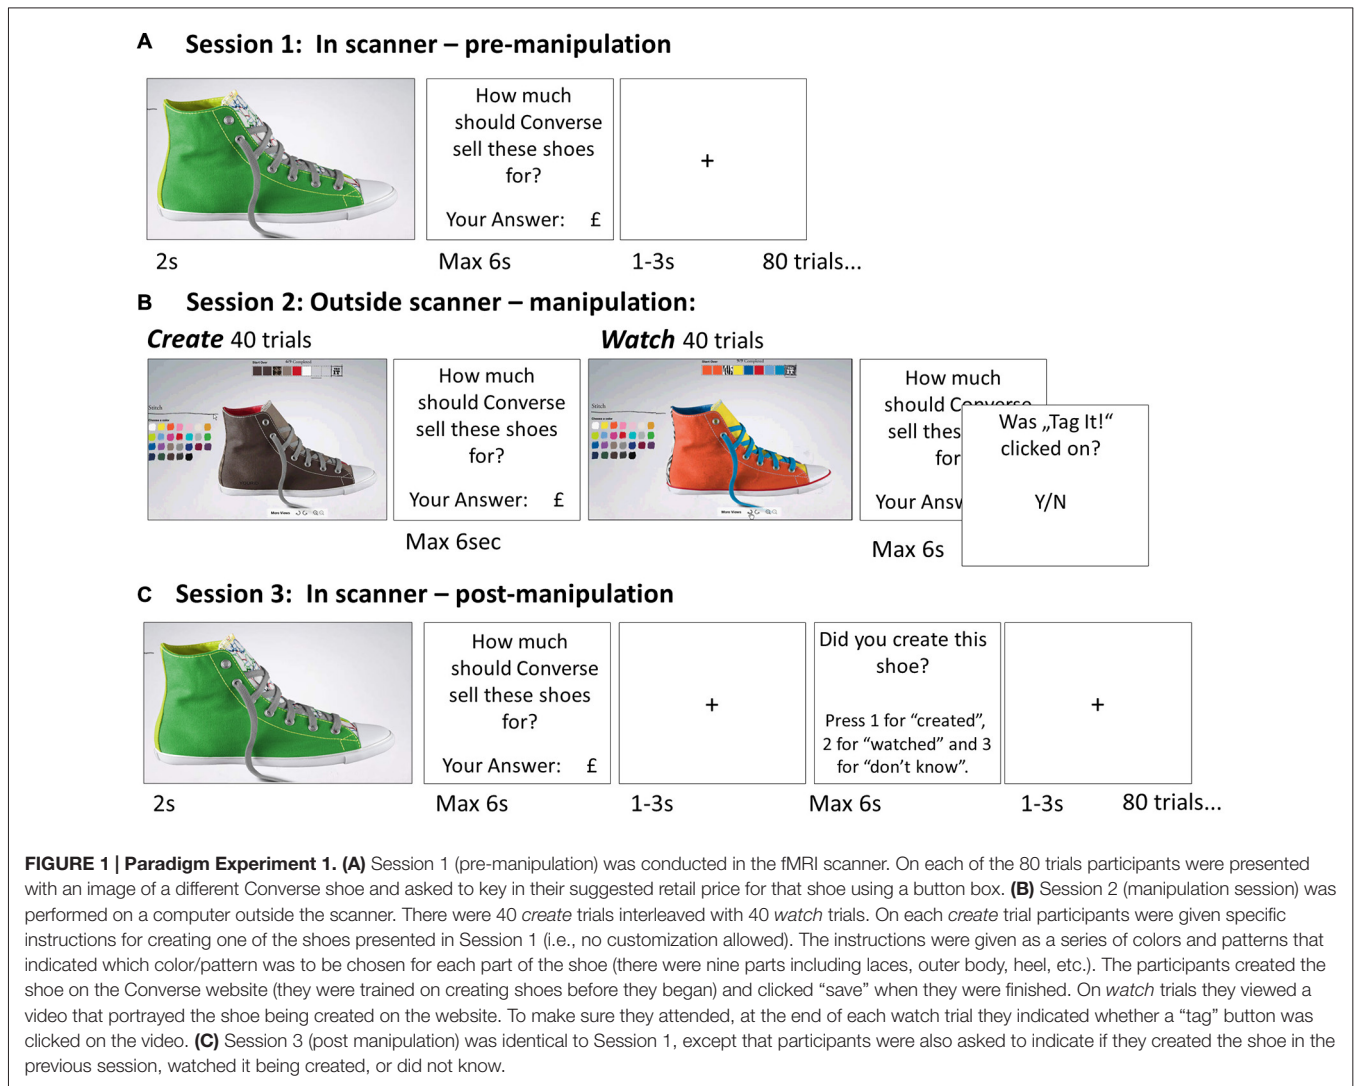 A Session 1: In scanner – pre-manipulation
How much
should Converse
sell these shoes
for?
Your Answer: £
+
2s
Max 6s
1-3s
80 trials...
B Session 2: Outside scanner – manipulation:
Create 40 trials
Watch 40 trials
Stitch
Choose a color
More Views
How much
should Converse
sell these shoes
for?
Your Answer: £
Stitch
More Views
How much
should Converse
sell thes
for
Your Answ
Was „Tag It!“
clicked on?
Y/N
Max 6sec
Max 6s
C Session 3: In scanner – post-manipulation
How much
should Converse
sell these shoes
for?
Your Answer: £
+
Did you create this
shoe?
Press 1 for “created”,
2 for “watched” and 3
for “don’t know”.
+
2s
Max 6s
1-3s
Max 6s
1-3s
80 trials...
FIGURE 1 | Paradigm Experiment 1. (A) Session 1 (pre-manipulation) was conducted in the fMRI scanner. On each of the 80 trials participants were presented
with an image of a different Converse shoe and asked to key in their suggested retail price for that shoe using a button box. (B) Session 2 (manipulation session) was
performed on a computer outside the scanner. There were 40 create trials interleaved with 40 watch trials. On each create trial participants were given specific
instructions for creating one of the shoes presented in Session 1 (i.e., no customization allowed). The instructions were given as a series of colors and patterns that
indicated which color/pattern was to be chosen for each part of the shoe (there were nine parts including laces, outer body, heel, etc.). The participants created the
shoe on the Converse website (they were trained on creating shoes before they began) and clicked “save” when they were finished. On watch trials they viewed a
video that portrayed the shoe being created on the website. To make sure they attended, at the end of each watch trial they indicated whether a “tag” button was
clicked on the video. (C) Session 3 (post manipulation) was identical to Session 1, except that participants were also asked to indicate if they created the shoe in the
previous session, watched it being created, or did not know.